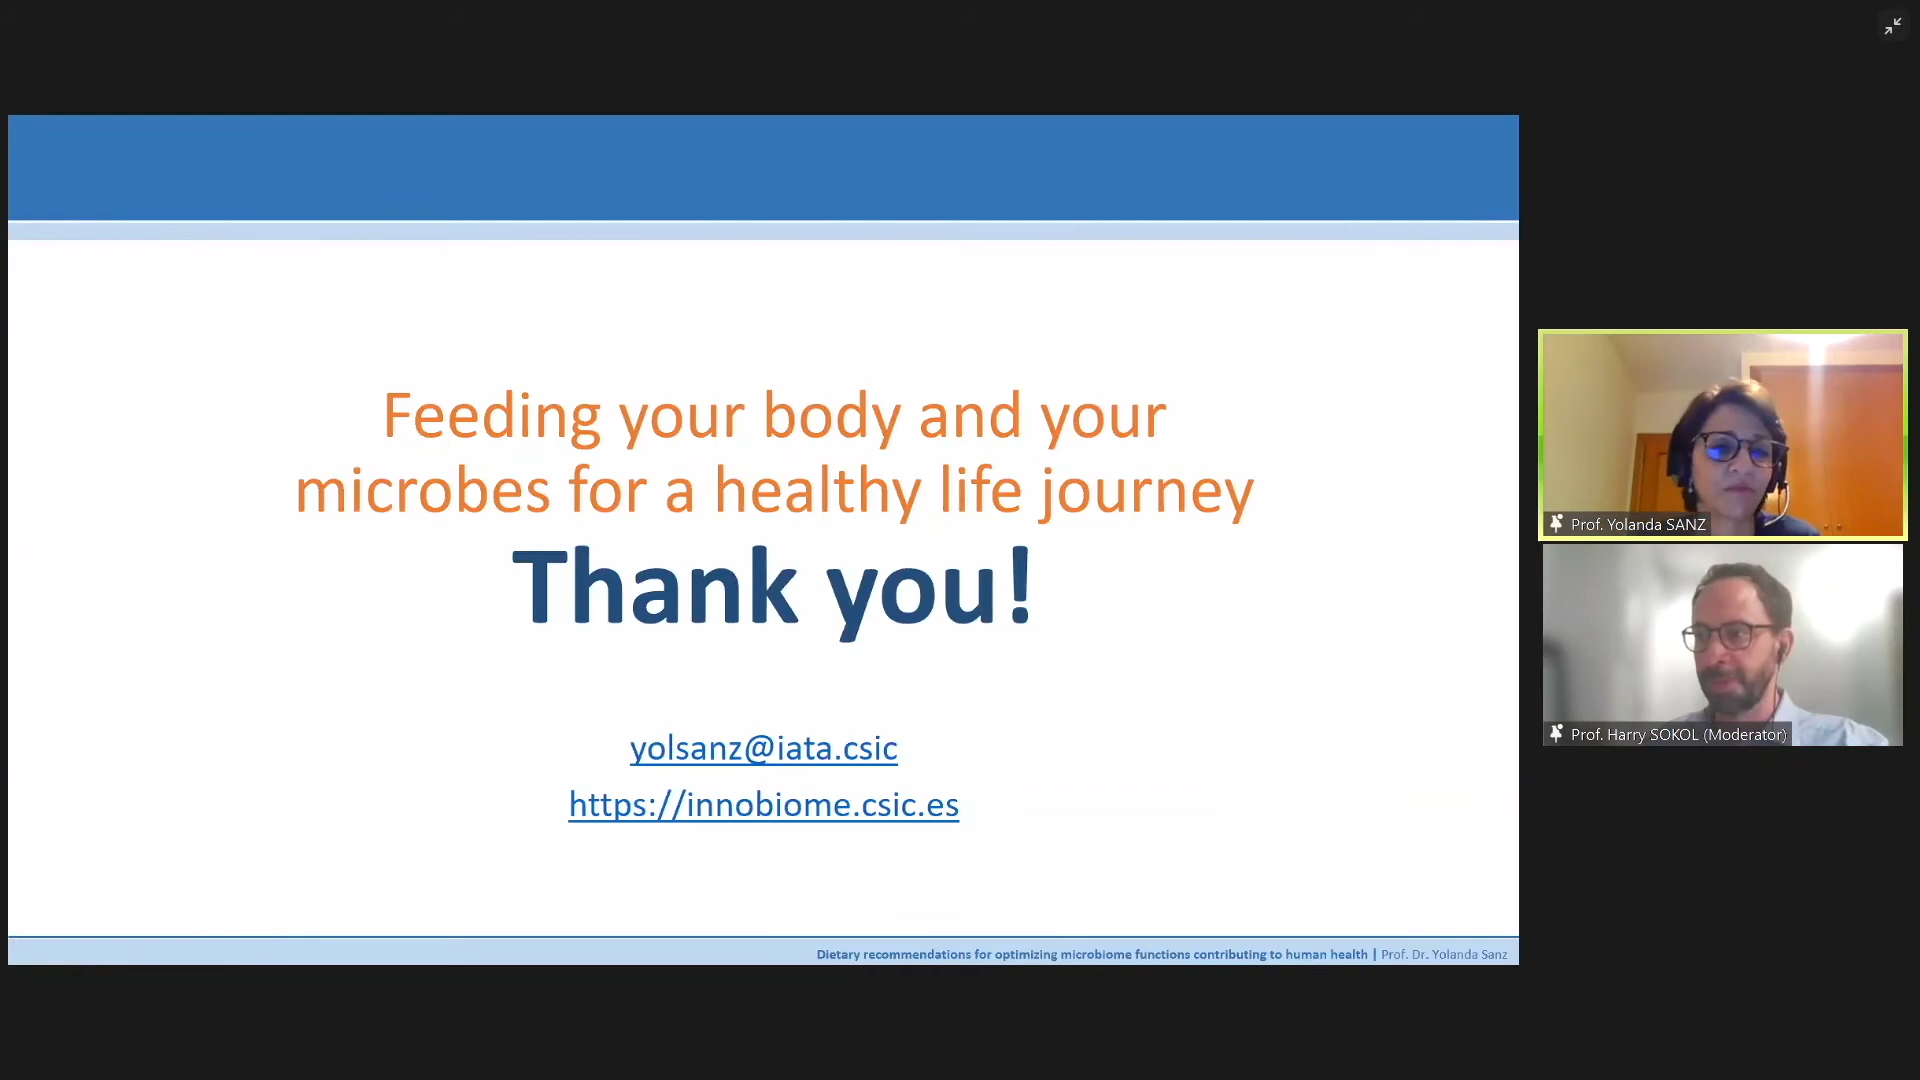 Feeding your body and your
microbes for a healthy life journey
Thank you!
yolsanz@iata.csic
https://innobiome.csic.es
Dietary recommendations for optimizing microbiome functions contributing to human health | Prof. Dr. Yolanda Sanz
Prof. Yolanda SANZ
Prof. Harry SOKOL (Moderator)